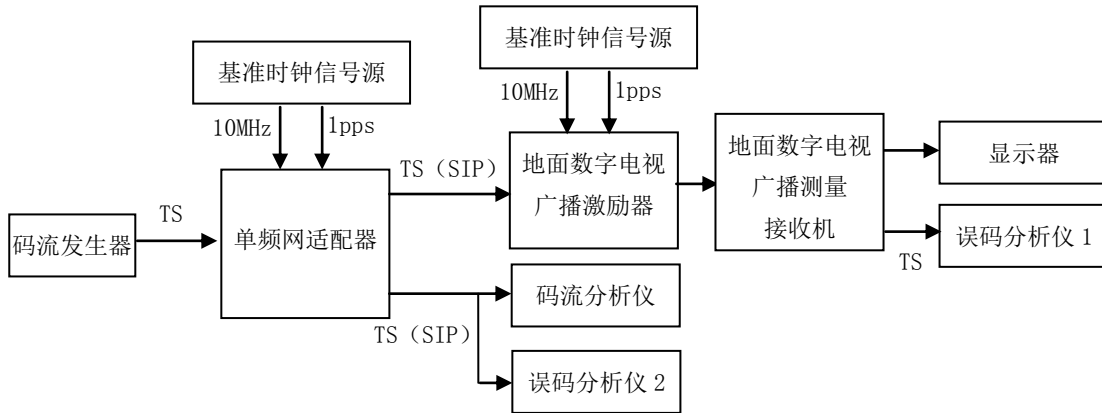 基准时钟信号源
10MHz
1pps
基准时钟信号源
10MHz
1pps
码流发生器
TS
单频网适配器
TS（SIP）
地面数字电视
广播激励器
地面数字电视
广播测量
接收机
显示器
TS
误码分析仪 1
TS（SIP）
码流分析仪
误码分析仪 2